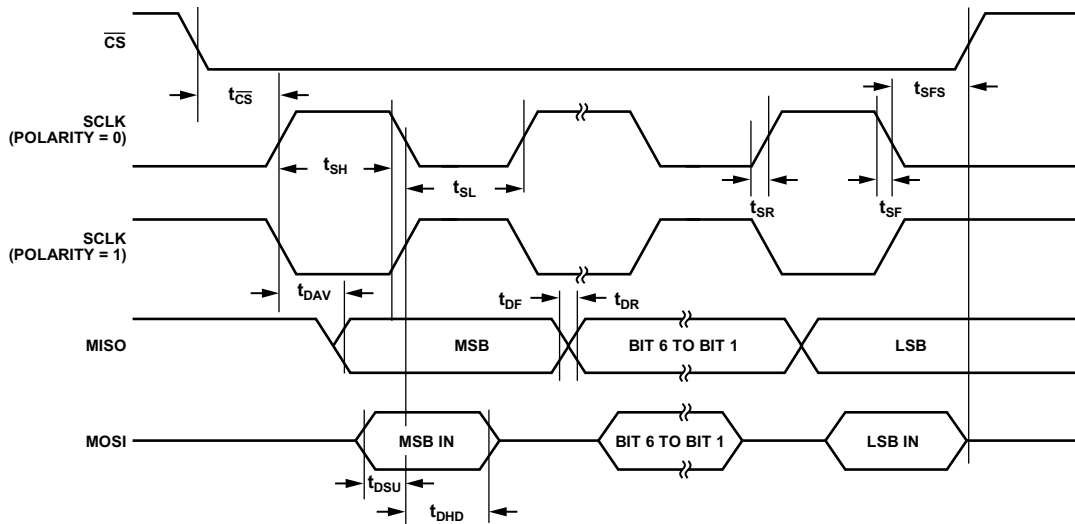 CS
tCS
tSFS
SCLK
(POLARITY = 0)
tSH
tSL
tSR
tSF
SCLK
(POLARITY = 1)
tDAV
tDF
tDR
MISO
MSB
BIT 6 TO BIT 1
LSB
MOSI
MSB IN
BIT 6 TO BIT 1
LSB IN
tDSU
tDHD